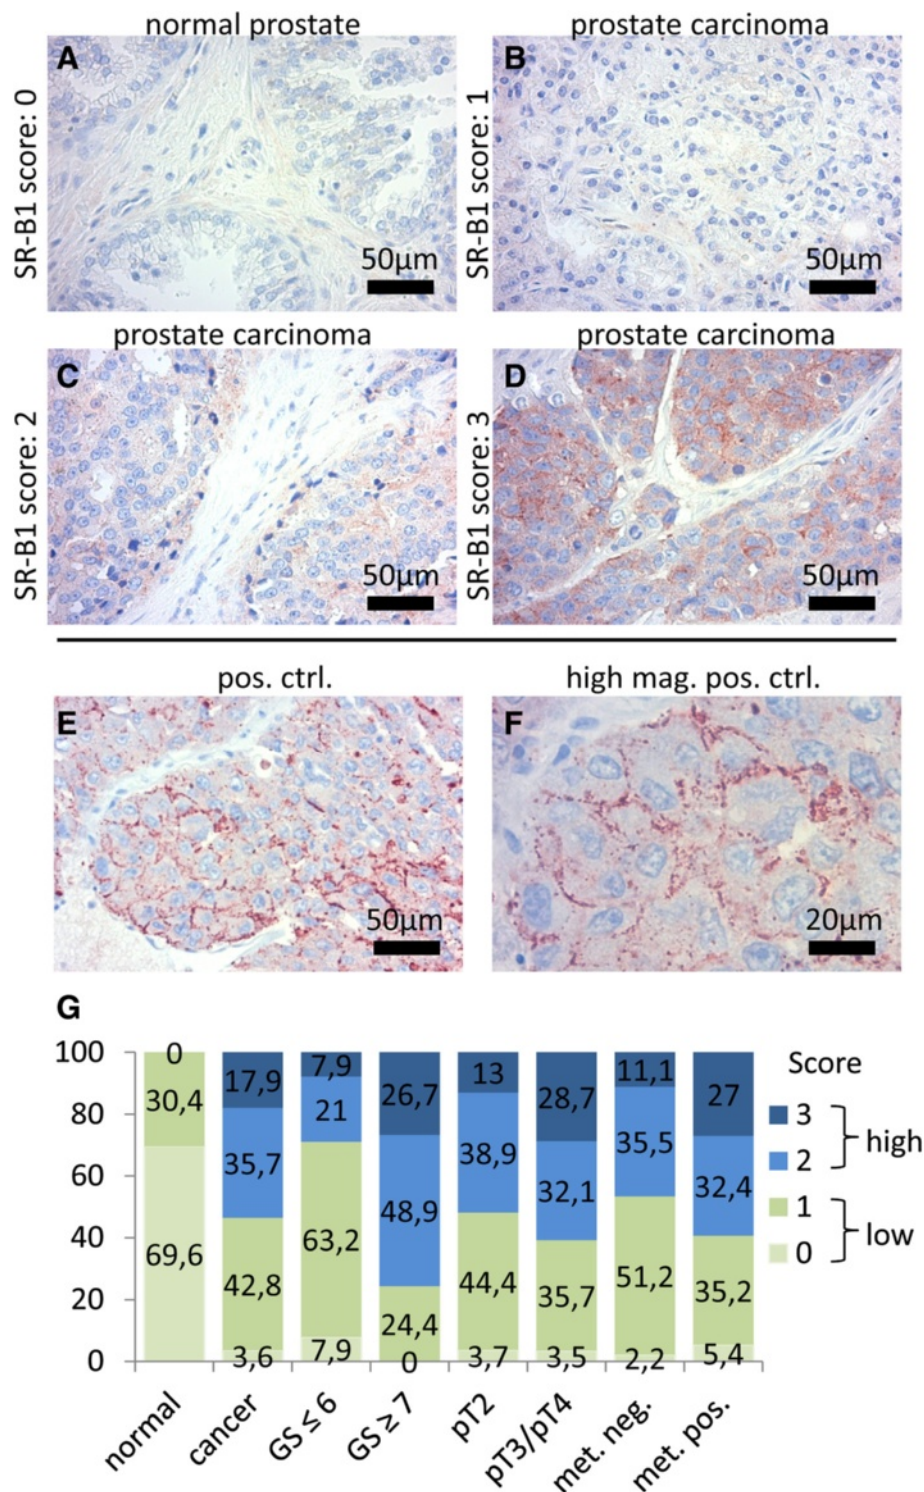 normal prostate
prostate carcinoma
A
B
SR-B1 score: 0
SR-B1 score: 1
50µm
50µm
prostate carcinoma
prostate carcinoma
C
D
SR-B1 score: 2
SR-B1 score: 3
50µm
50µm
pos. ctrl.
high mag. pos. ctrl.
E
F
50µm
20µm
G
100
80
60
40
20
0
0
30,4
69,6
17,9
35,7
42,8
3,6
7,9
21
63,2
7,9
26,7
48,9
24,4
0
13
38,9
44,4
3,7
28,7
32,1
35,7
3,5
11,1
35,5
51,2
2,2
27
32,4
35,2
5,4
Score
3
2
high
1
0
low
normal
cancer
GS ≤ 6
GS ≥ 7
pT2
pT3/pT4
met. neg.
met. pos.